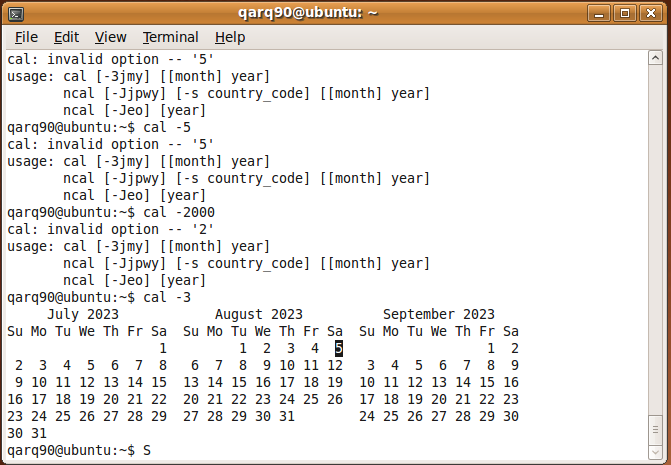 qarq90@ubuntu: ~
File Edit View Terminal Help
cal: invalid option -- '5'
usage: cal [-3jmy] [[month] year]
       ncal [-Jjpwy] [-s country_code] [[month] year]
       ncal [-Jeo] [year]
qarq90@ubuntu:~$ cal -5
cal: invalid option -- '5'
usage: cal [-3jmy] [[month] year]
       ncal [-Jjpwy] [-s country_code] [[month] year]
       ncal [-Jeo] [year]
qarq90@ubuntu:~$ cal -2000
cal: invalid option -- '2'
usage: cal [-3jmy] [[month] year]
       ncal [-Jjpwy] [-s country_code] [[month] year]
       ncal [-Jeo] [year]
qarq90@ubuntu:~$ cal -3
     July 2023            August 2023          September 2023
Su Mo Tu We Th Fr Sa  Su Mo Tu We Th Fr Sa  Su Mo Tu We Th Fr Sa
                   1         1  2  3  4  5                  1  2
 2  3  4  5  6  7  8   6  7  8  9 10 11 12   3  4  5  6  7  8  9
 9 10 11 12 13 14 15  13 14 15 16 17 18 19  10 11 12 13 14 15 16
16 17 18 19 20 21 22  20 21 22 23 24 25 26  17 18 19 20 21 22 23
23 24 25 26 27 28 29  27 28 29 30 31        24 25 26 27 28 29 30
30 31
qarq90@ubuntu:~$ S